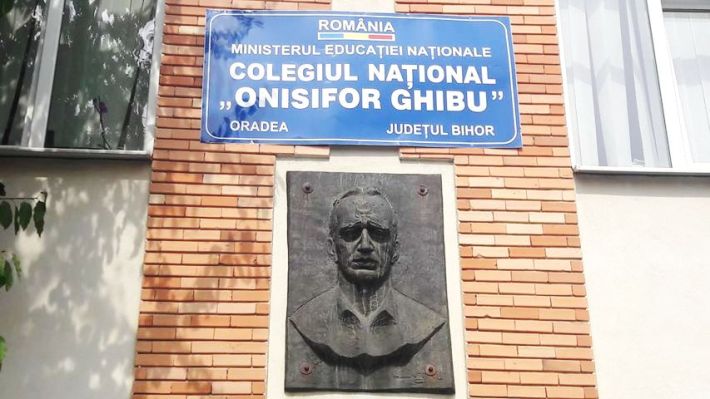 ROMÂNIA
MINISTERUL EDUCAȚIEI NAȚIONALE
COLEGIUL NAȚIONAL
„ONISIFOR GHIBU”
ORADEA JUDEȚUL BIHOR